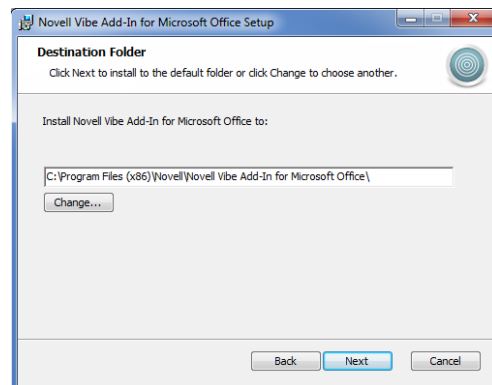 Novell Vibe Add-In for Microsoft Office Setup
Destination Folder
Click Next to install to the default folder or click Change to choose another.
Install Novell Vibe Add-In for Microsoft Office to:
C:\Program Files (x86)\Novell\Novell Vibe Add-In for Microsoft Office\
Change...
Back Next Cancel